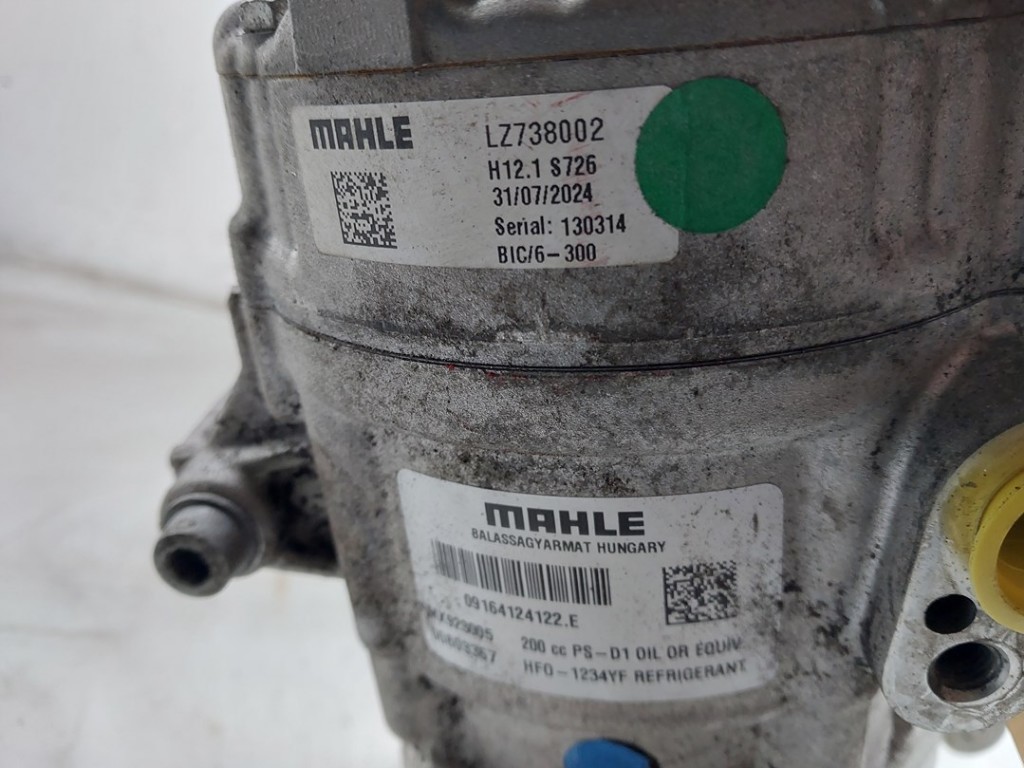 MAHLE
LZ738002
H12.1 S726
31/07/2024
Serial: 130314
BIC/6-300
MAHLE
BALASSAGYARMAT HUNGARY
09164124122.E
200 cc PS-D1 OIL OR EQUIV
HFO-1234YF REFRIGERANT